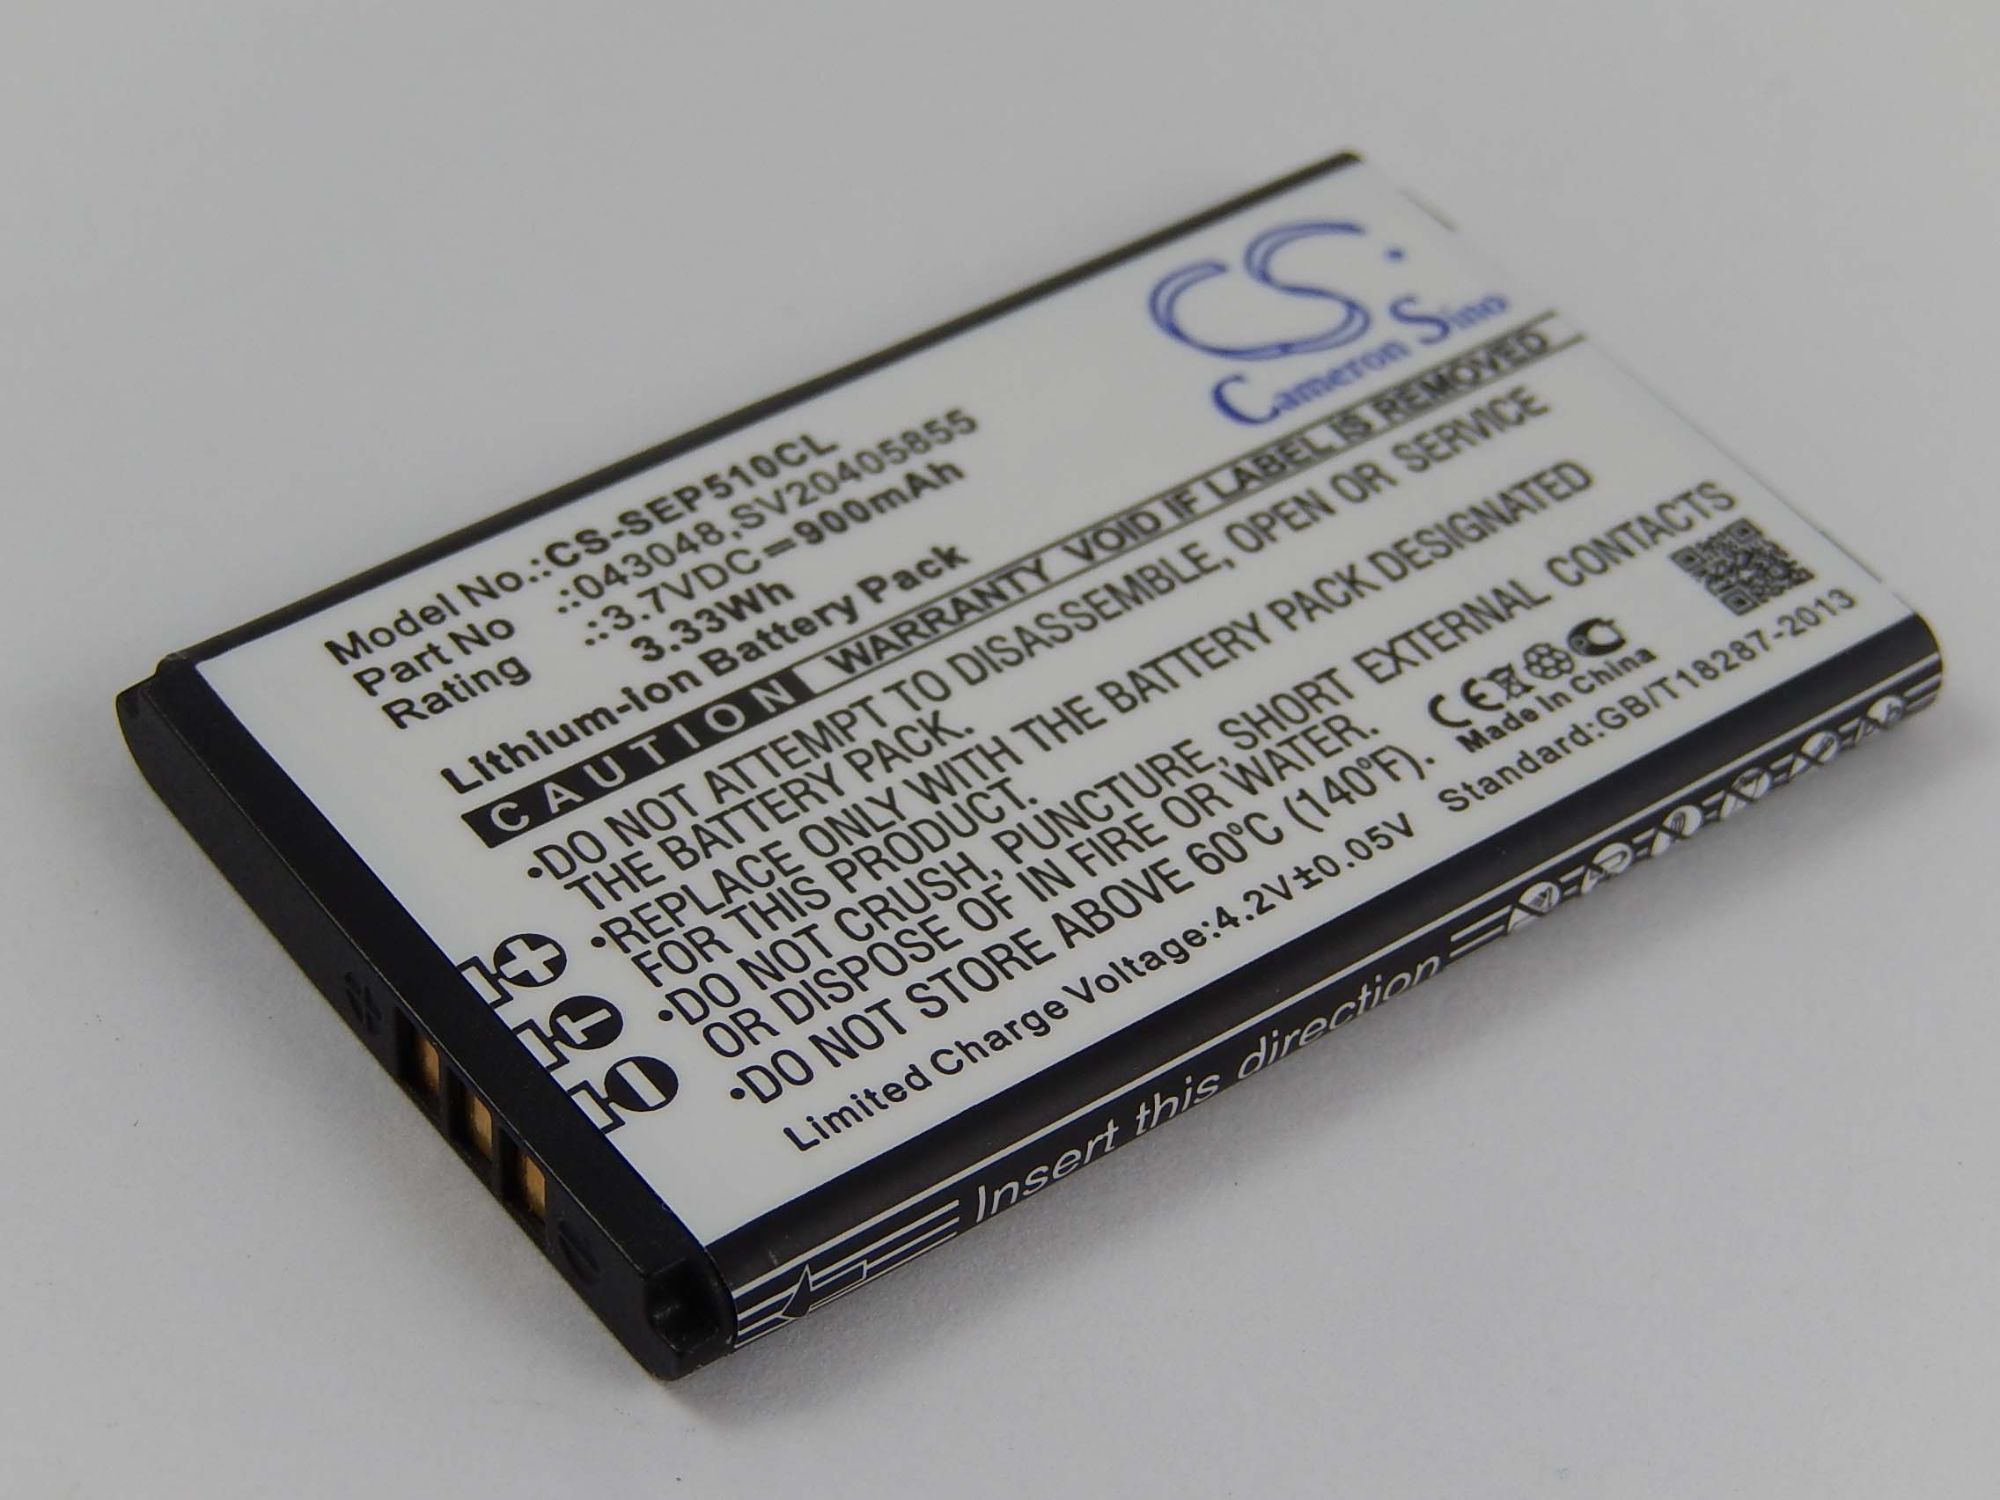 CS
Cameron Sino
Model No.:CS-SEP510CL
Part No .:043048,SV20405855
Rating .:3.7VDC=900mAh
3.33Wh
Lithium-ion Battery Pack
CAUTION WARRANTY VOID IF LABEL IS REMOVED
•DO NOT ATTEMPT TO DISASSEMBLE, OPEN OR SERVICE
THE BATTERY PACK.
•REPLACE ONLY WITH THE BATTERY PACK DESIGNATED
FOR THIS PRODUCT.
•DO NOT CRUSH, PUNCTURE, SHORT EXTERNAL CONTACTS
OR DISPOSE OF IN FIRE OR WATER.
•DO NOT STORE ABOVE 60°C (140°F).
Limited Charge Voltage:4.2V±0.05V
CE
Made In China
Standard:GB/T18287-2013
Insert this direction